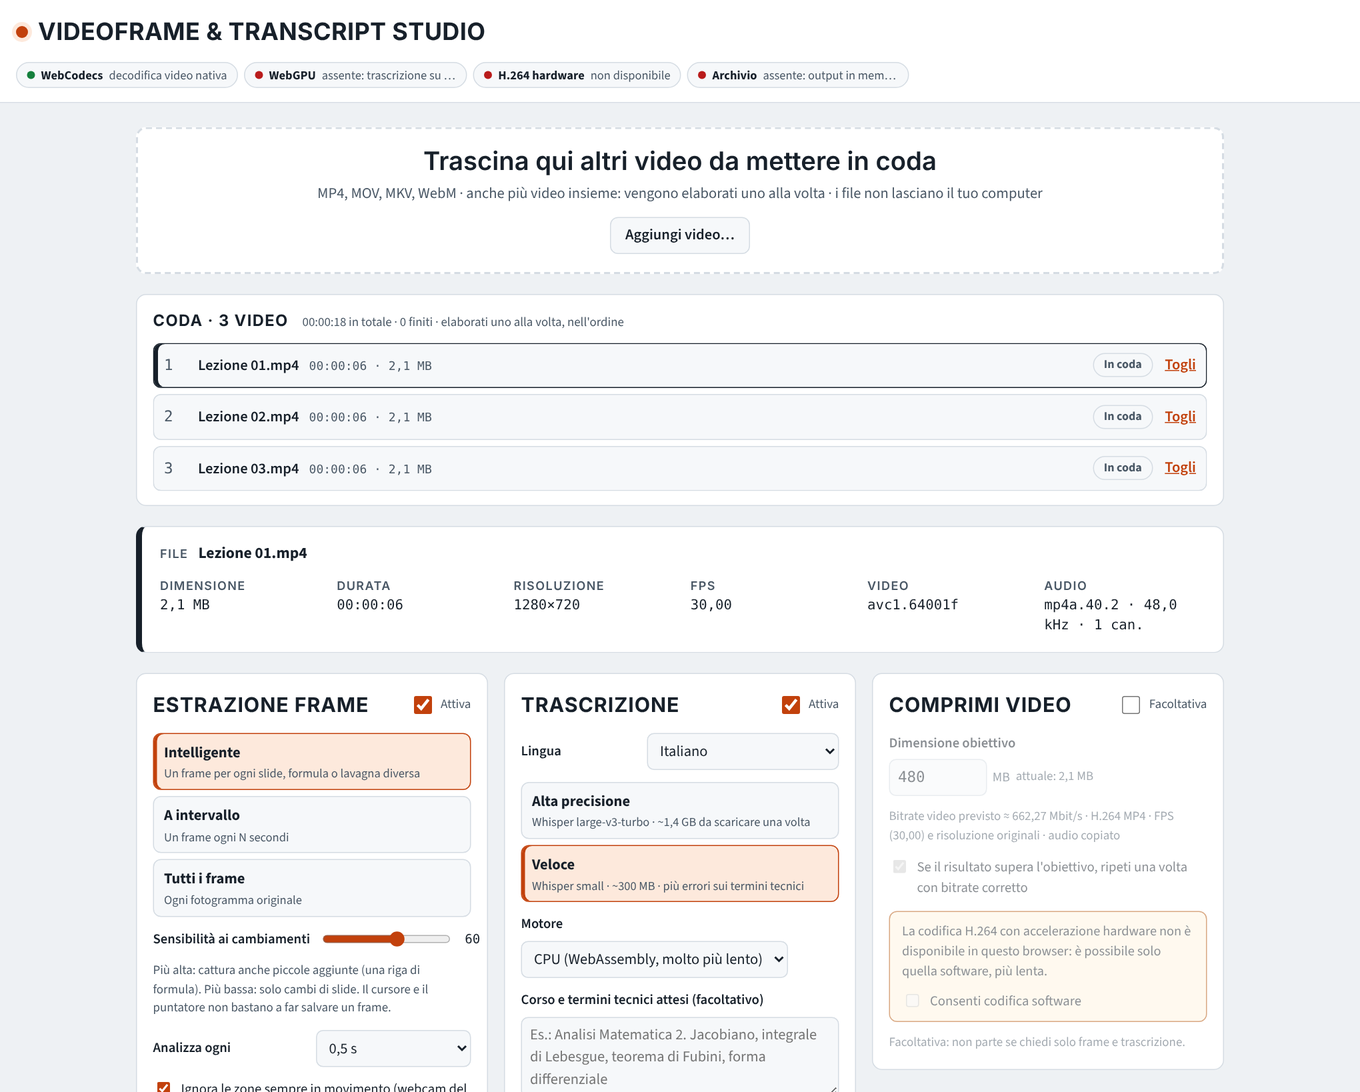 VIDEOFRAME & TRANSCRIPT STUDIO
WebCodecs decodifica video nativa
WebGPU assente: trascrizione su …
H.264 hardware non disponibile
Archivio assente: output in mem…
Trascina qui altri video da mettere in coda
MP4, MOV, MKV, WebM · anche più video insieme: vengono elaborati uno alla volta · i file non lasciano il tuo computer
Aggiungi video…
CODA · 3 VIDEO 00:00:18 in totale · 0 finiti · elaborati uno alla volta, nell'ordine
1 Lezione 01.mp4 00:00:06 · 2,1 MB In coda Togli
2 Lezione 02.mp4 00:00:06 · 2,1 MB In coda Togli
3 Lezione 03.mp4 00:00:06 · 2,1 MB In coda Togli
FILE Lezione 01.mp4
DIMENSIONE
2,1 MB
DURATA
00:00:06
RISOLUZIONE
1280×720
FPS
30,00
VIDEO
avc1.64001f
AUDIO
mp4a.40.2 · 48,0
kHz · 1 can.
ESTRAZIONE FRAME Attiva
Intelligente
Un frame per ogni slide, formula o lavagna diversa
A intervallo
Un frame ogni N secondi
Tutti i frame
Ogni fotogramma originale
Sensibilità ai cambiamenti 60
Più alta: cattura anche piccole aggiunte (una riga di
formula). Più bassa: solo cambi di slide. Il cursore e il
puntatore non bastano a far salvare un frame.
Analizza ogni 0,5 s
Ignora le zone sempre in movimento (webcam del
TRASCRIZIONE Attiva
Lingua Italiano
Alta precisione
Whisper large-v3-turbo · ~1,4 GB da scaricare una volta
Veloce
Whisper small · ~300 MB · più errori sui termini tecnici
Motore
CPU (WebAssembly, molto più lento)
Corso e termini tecnici attesi (facoltativo)
Es.: Analisi Matematica 2. Jacobiano, integrale
di Lebesgue, teorema di Fubini, forma
differenziale
COMPRIMI VIDEO Facoltativa
Dimensione obiettivo
480 MB attuale: 2,1 MB
Bitrate video previsto ≈ 662,27 Mbit/s · H.264 MP4 · FPS
(30,00) e risoluzione originali · audio copiato
Se il risultato supera l'obiettivo, ripeti una volta
con bitrate corretto
La codifica H.264 con accelerazione hardware non è
disponibile in questo browser: è possibile solo
quella software, più lenta.
Consenti codifica software
Facoltativa: non parte se chiedi solo frame e trascrizione.